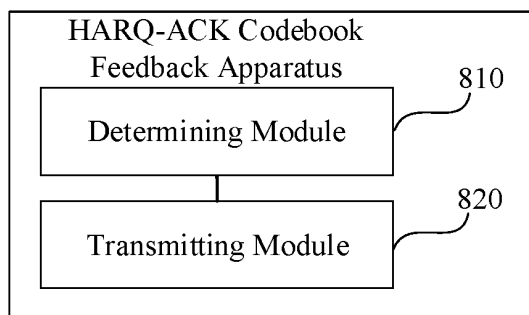 HARQ-ACK Codebook
Feedback Apparatus
810
Determining Module
820
Transmitting Module